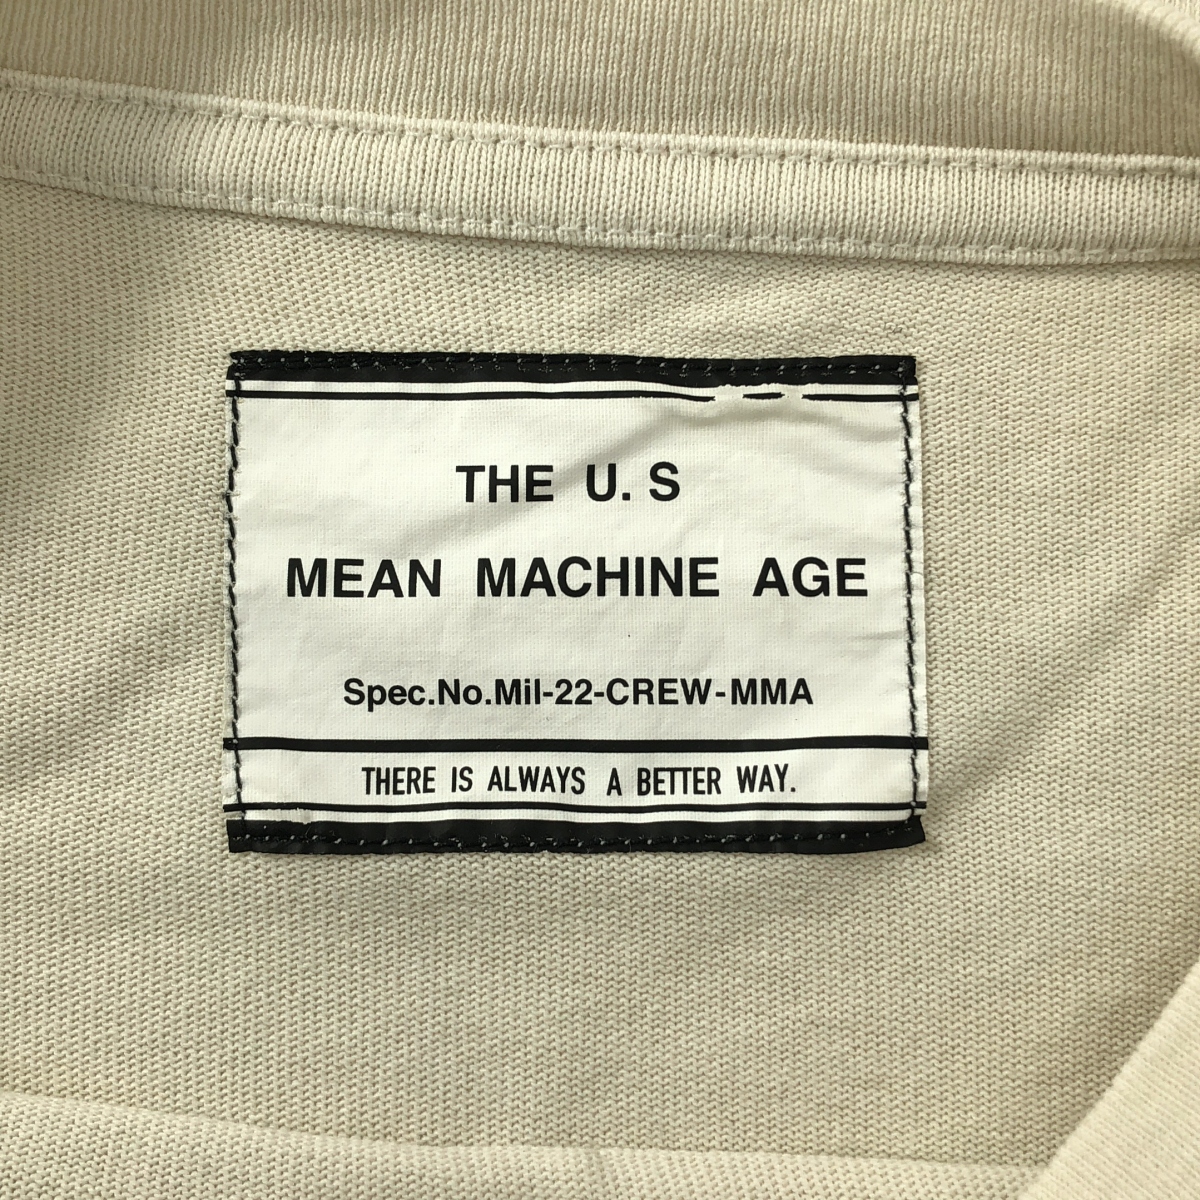 THE U. S
MEAN MACHINE AGE
Spec.No.Mil-22-CREW-MMA
THERE IS ALWAYS A BETTER WAY.